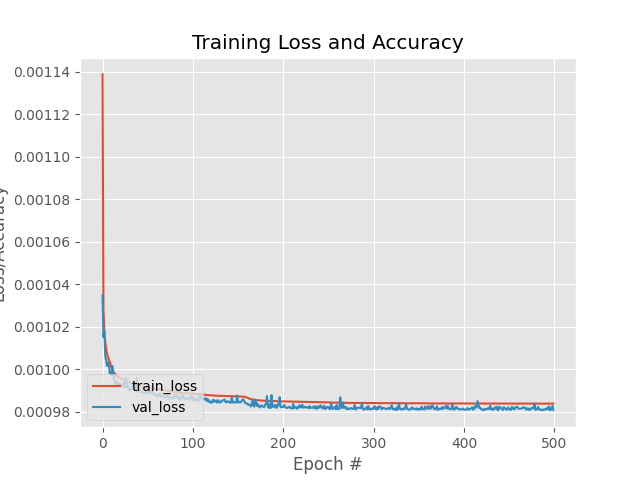 Training Loss and Accuracy
0.00114
0.00112
0.00110
0.00108
0.00106
0.00104
0.00102
0.00100
0.00098
Loss/Accuracy
train_loss
val_loss
0 100 200 300 400 500
Epoch #